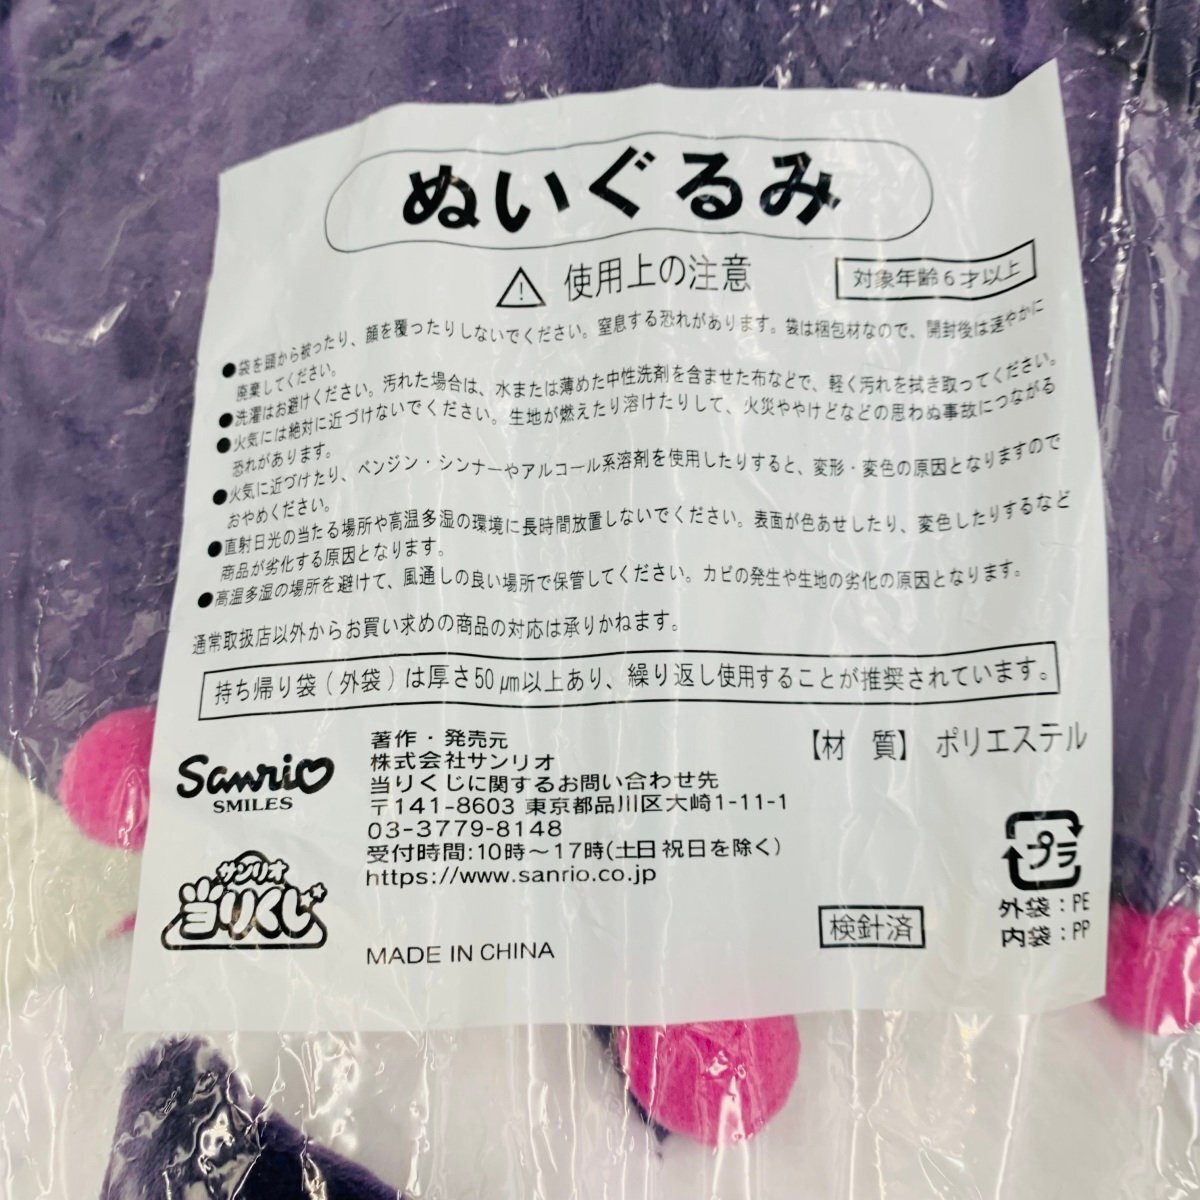 ぬいぐるみ
使用上の注意
対象年齢6才以上
●袋を頭から被ったり、顔を覆ったりしないでください。窒息する恐れがあります。袋は梱包材なので、開封後は速やかに
廃棄してください。
●洗濯はお避けください。汚れた場合は、水または薄めた中性洗剤を含ませた布などで、軽く汚れを拭き取ってください。
●火気には絶対に近づけないでください。生地が燃えたり溶けたりして、火災ややけどなどの思わぬ事故につながる
恐れがあります。
●火気に近づけたり、ベンジン・シンナーやアルコール系溶剤を使用したりすると、変形・変色の原因となりますので
おやめください。
●直射日光の当たる場所や高温多湿の環境に長時間放置しないでください。表面が色あせしたり、変色したりするなど
商品が劣化する原因となります。
●高温多湿の場所を避けて、風通しの良い場所で保管してください。カビの発生や生地の劣化の原因となります。
通常取扱店以外からお買い求めの商品の対応は承りかねます。
持ち帰り袋(外袋)は厚さ50μm以上あり、繰り返し使用することが推奨されています。
Sanrio
SMILES
サンリオ
当りくじ
著作・発売元
株式会社サンリオ
当りくじに関するお問い合わせ先
〒141-8603 東京都品川区大崎1-11-1
03-3779-8148
受付時間:10時～17時(土日祝日を除く)
https://www.sanrio.co.jp
MADE IN CHINA
【材 質】 ポリエステル
プラ
外袋:PE
内袋:PP
検針済